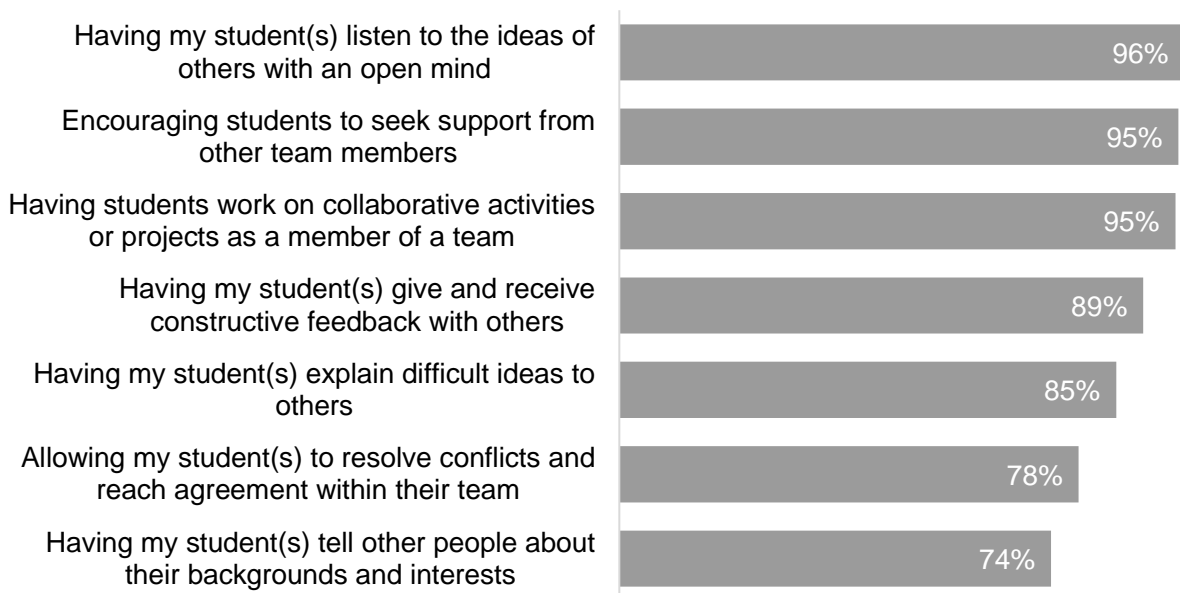 Having my student(s) listen to the ideas of
others with an open mind
96%
Encouraging students to seek support from
other team members
95%
Having students work on collaborative activities
or projects as a member of a team
95%
Having my student(s) give and receive
constructive feedback with others
89%
Having my student(s) explain difficult ideas to
others
85%
Allowing my student(s) to resolve conflicts and
reach agreement within their team
78%
Having my student(s) tell other people about
their backgrounds and interests
74%